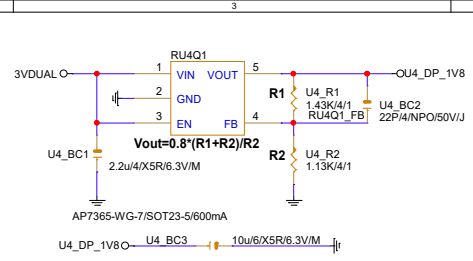 3
RU4Q1
3VDUAL
1 VIN VOUT 5
U4_DP_1V8
2 GND
R1 U4_R1
1.43K/4/1
U4_BC2
22P/4/NPO/50V/J
3 EN FB 4
RU4Q1_FB
Vout=0.8*(R1+R2)/R2
U4_BC1
2.2u/4/X5R/6.3V/M
R2 U4_R2
1.13K/4/1
AP7365-WG-7/SOT23-5/600mA
U4_DP_1V8 U4_BC3 10u/6/X5R/6.3V/M